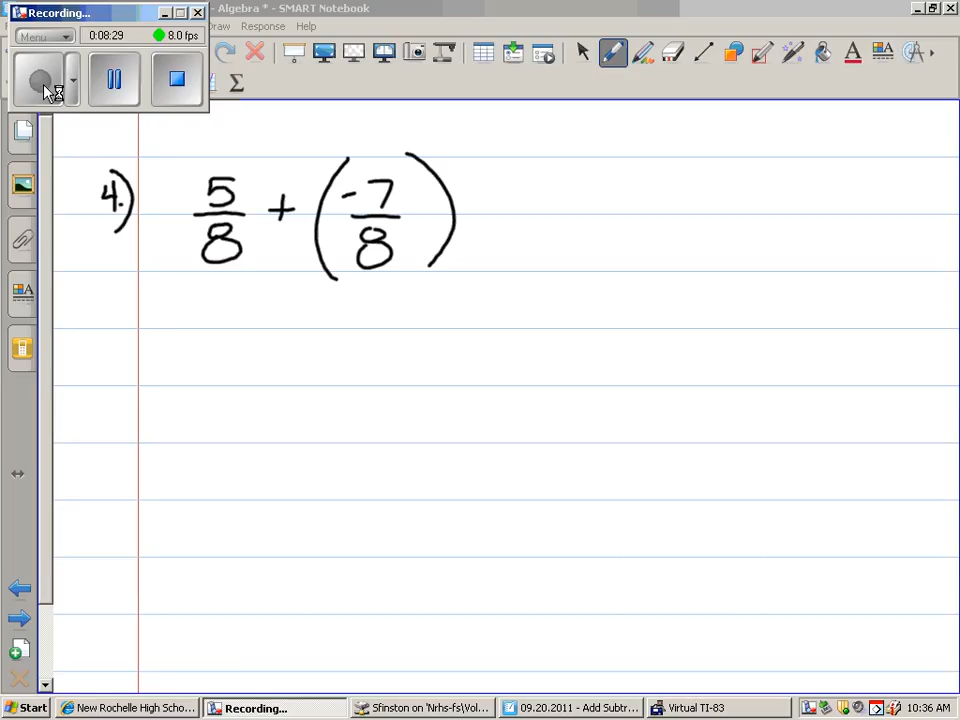 Recording...
Algebra * - SMART Notebook
Menu
0:08:29
8.0 fps
Draw Response Help
Σ
A
A
4.) 5/8 + (-7/8)
Start
New Rochelle High Schoo...
Recording...
Sfinston on 'Nrhs-fs\Vol...
09.20.2011 - Add Subtr...
Virtual TI-83
10:36 AM